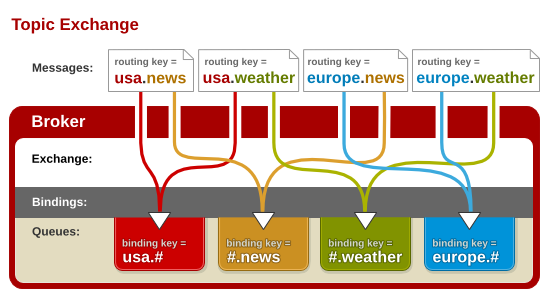 Topic Exchange
Messages:
routing key =
usa.news
routing key =
usa.weather
routing key =
europe.news
routing key =
europe.weather
Broker
Exchange:
Bindings:
Queues:
binding key =
usa.#
binding key =
#.news
binding key =
#.weather
binding key =
europe.#